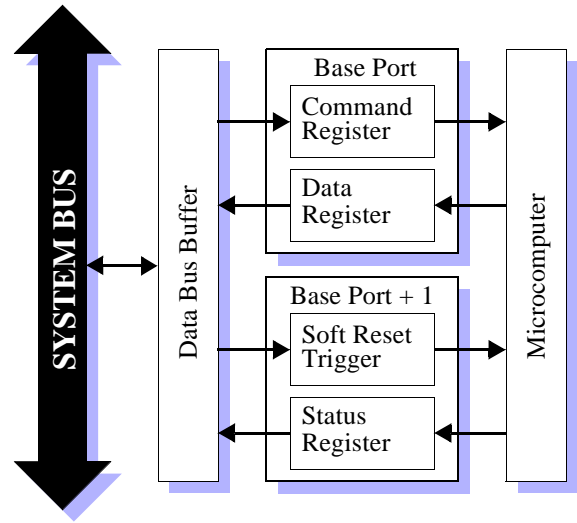 SYSTEM BUS
Data Bus Buffer
Base Port
Command
Register
Data
Register
Base Port + 1
Soft Reset
Trigger
Status
Register
Microcomputer